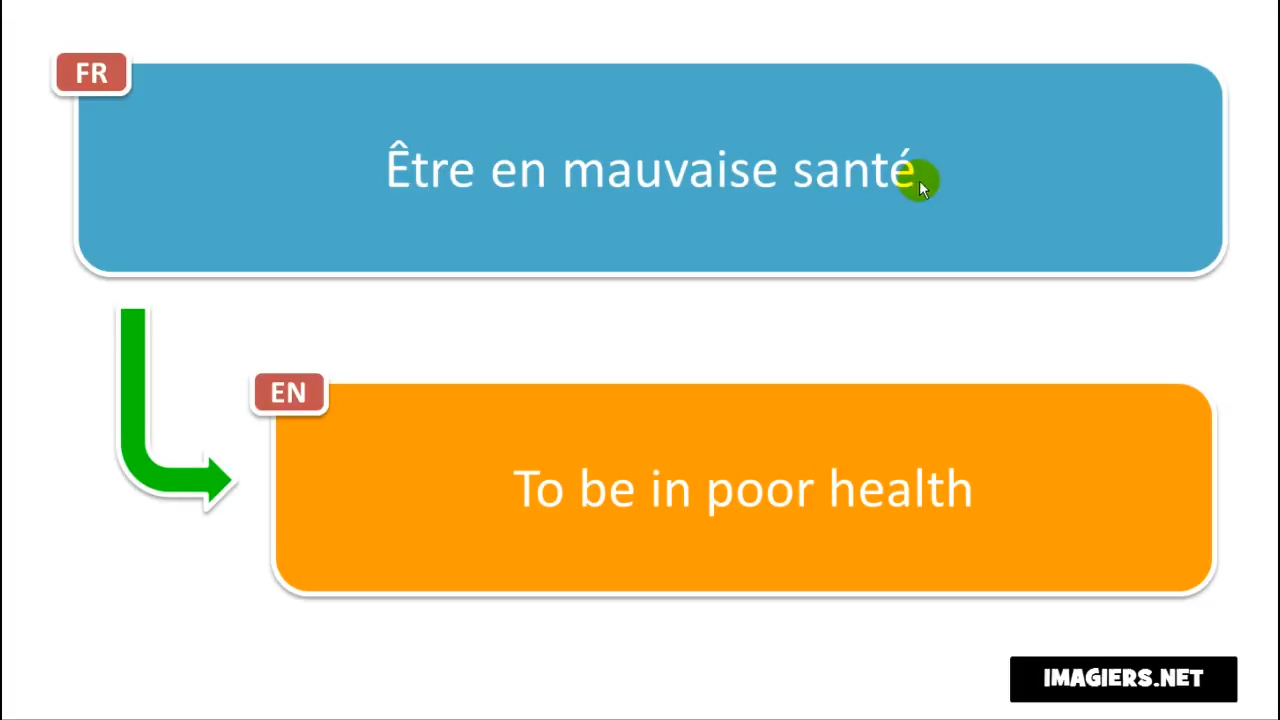 FR
Être en mauvaise santé
EN
To be in poor health
IMAGIERS.NET